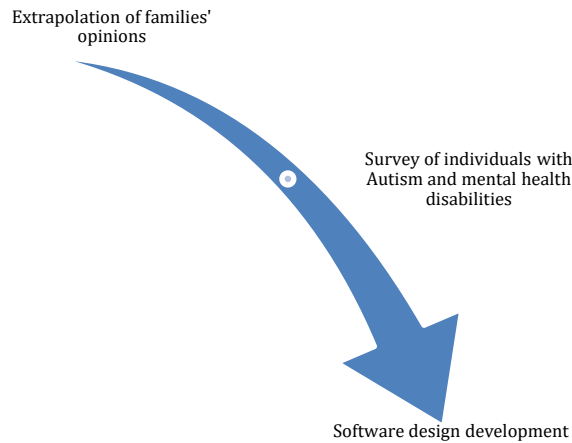 Extrapolation of families'
opinions
Survey of individuals with
Autism and mental health
disabilities
Software design development